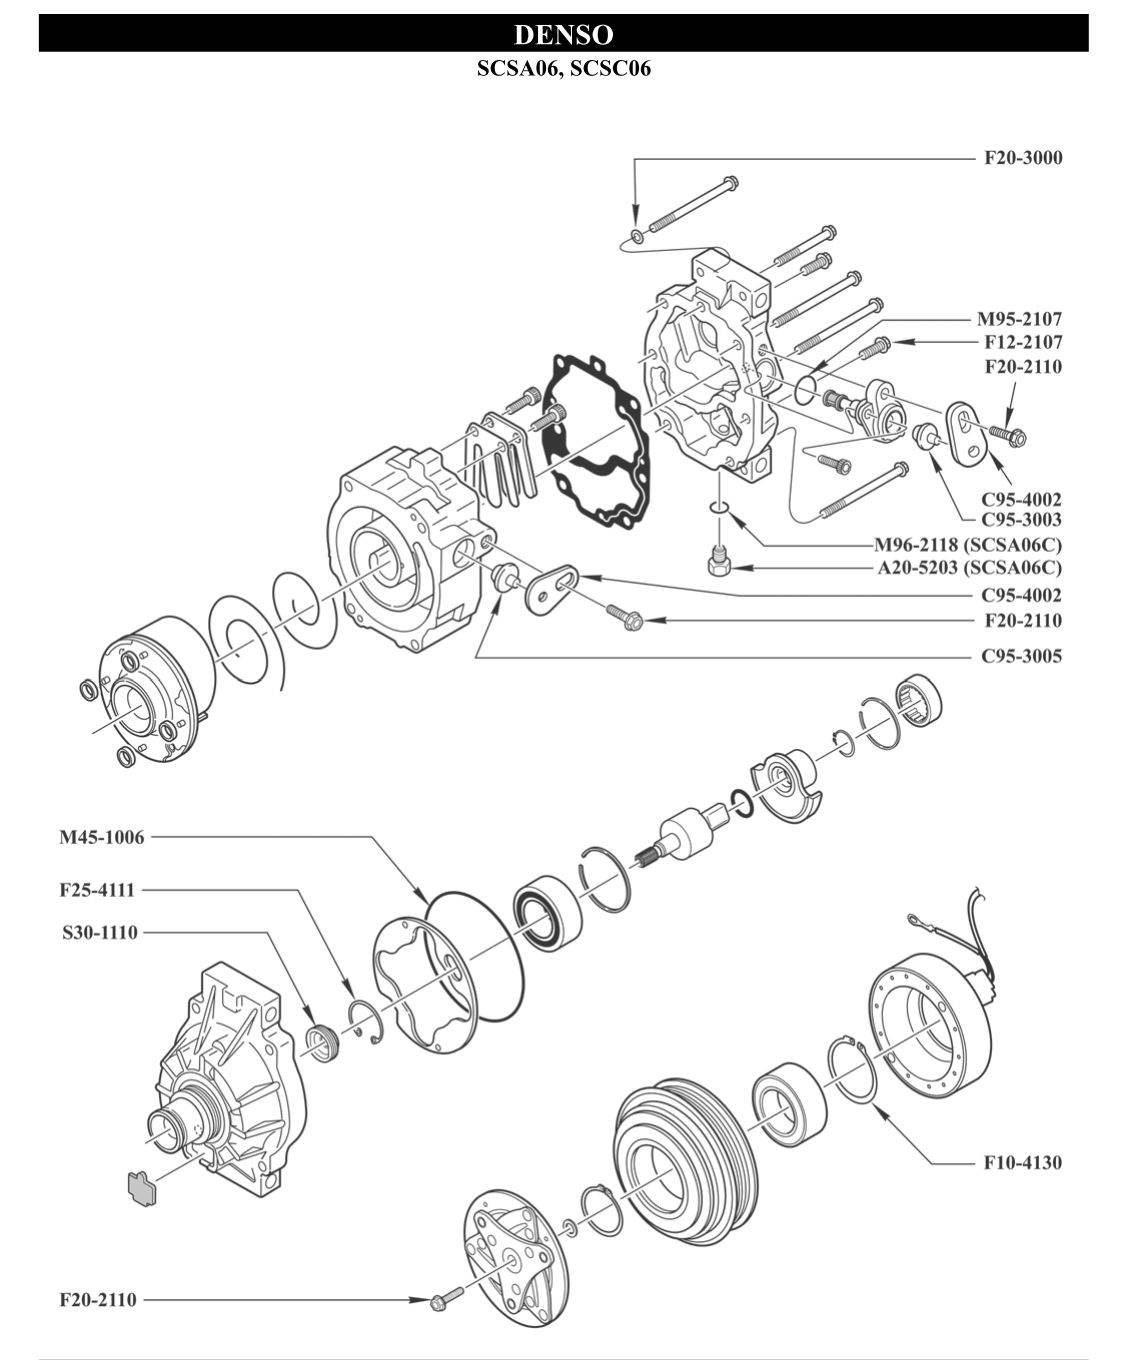 DENSO
SCSA06, SCSC06
F20-3000
M95-2107
F12-2107
F20-2110
C95-4002
C95-3003
M96-2118 (SCSA06C)
A20-5203 (SCSA06C)
C95-4002
F20-2110
C95-3005
M45-1006
F25-4111
S30-1110
F10-4130
F20-2110